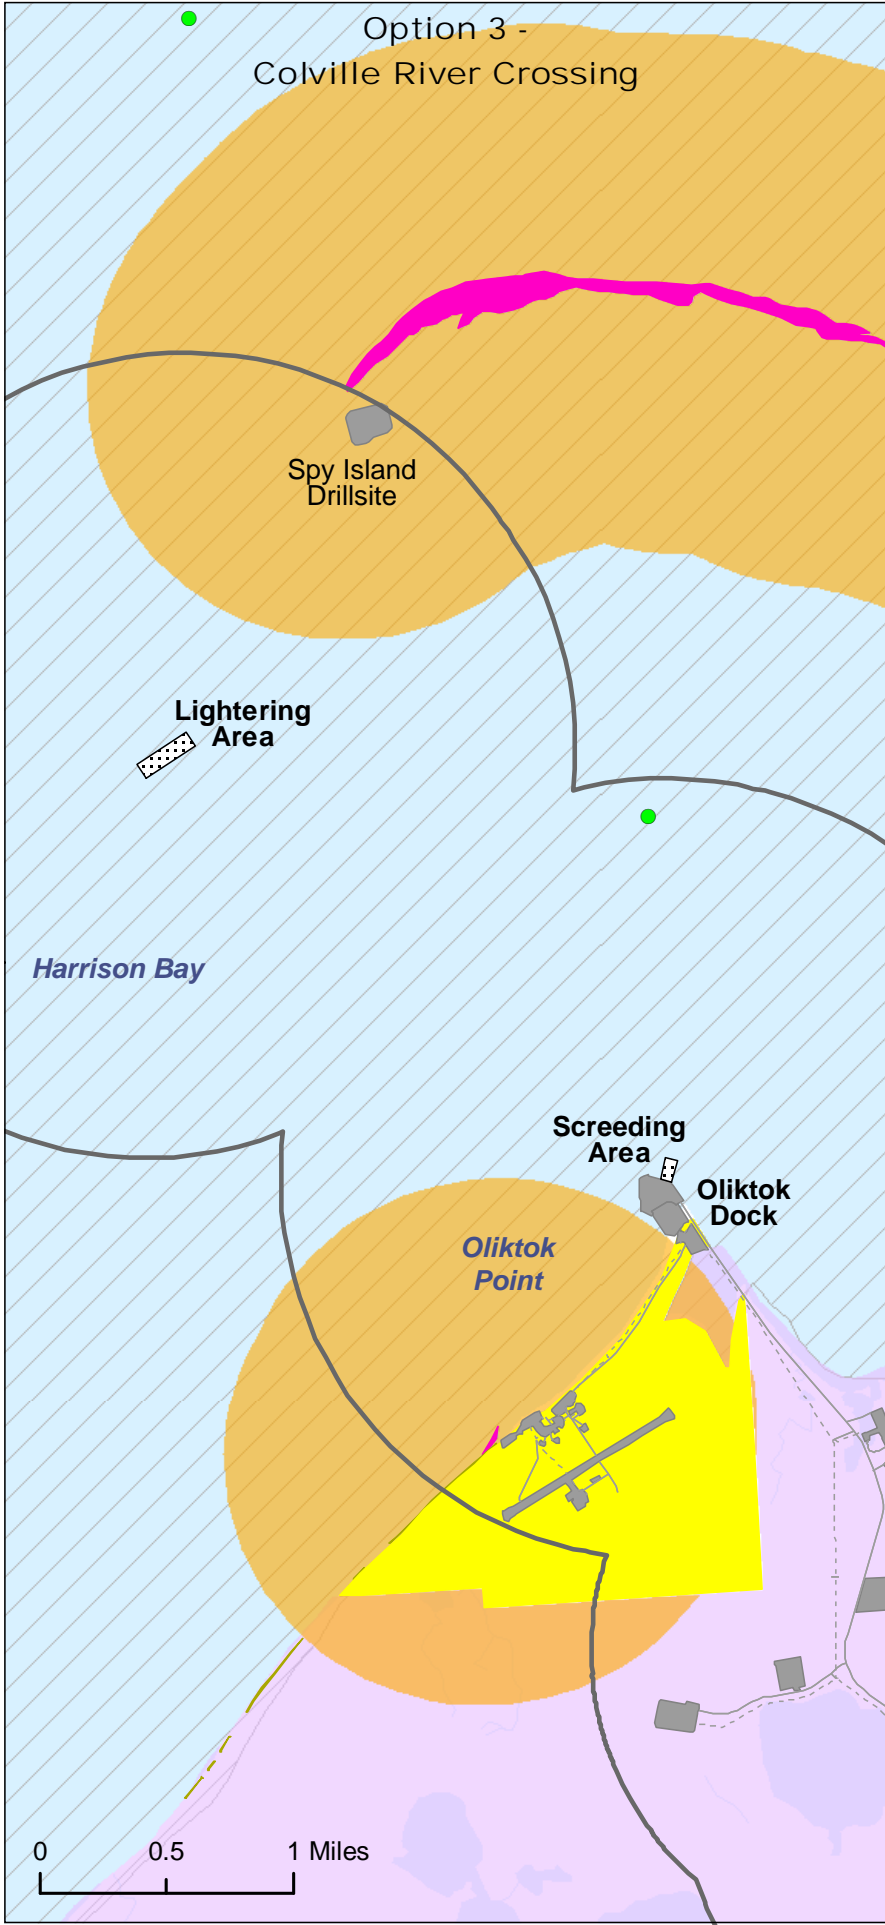 Option 3 -
Colville River Crossing
Spy Island
Drillsite
Lightering
Area
Harrison Bay
Screeding
Area
Oliktok
Dock
Oliktok
Point
0 0.5 1 Miles